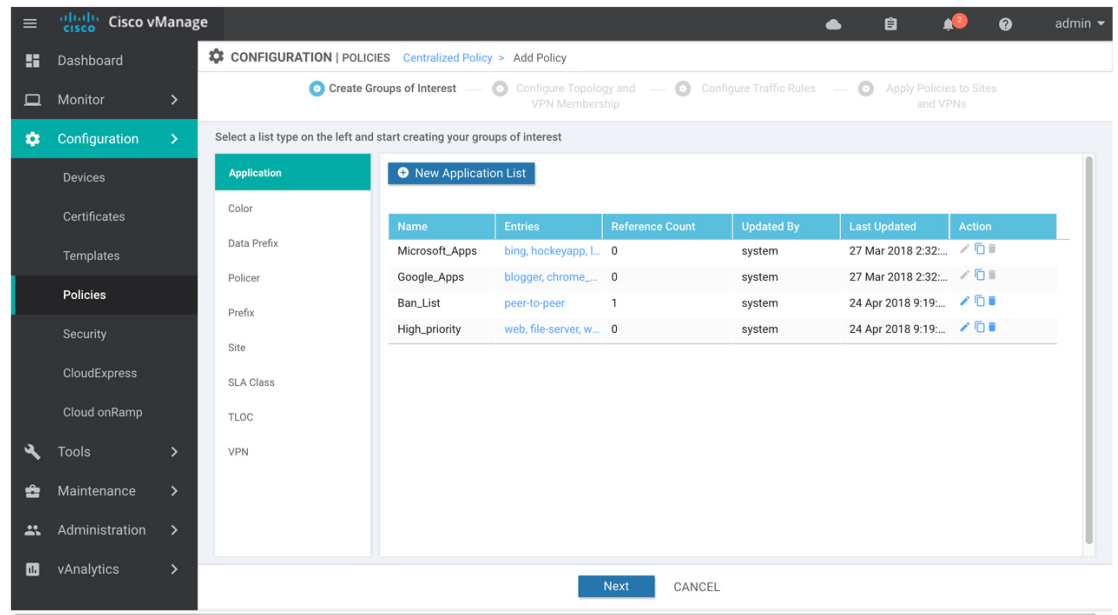 cisco Cisco vManage
2
admin
Dashboard
Monitor
Configuration
Devices
Certificates
Templates
Policies
Security
CloudExpress
Cloud onRamp
Tools
Maintenance
Administration
vAnalytics
CONFIGURATION | POLICIES Centralized Policy > Add Policy
Create Groups of Interest
Configure Topology and
VPN Membership
Configure Traffic Rules
Apply Policies to Sites
and VPNs
Select a list type on the left and start creating your groups of interest
Application
Color
Data Prefix
Policer
Prefix
Site
SLA Class
TLOC
VPN
New Application List
Name Entries Reference Count Updated By Last Updated Action
Microsoft_Apps bing, hockeyapp, l... 0 system 27 Mar 2018 2:32:...
Google_Apps blogger, chrome_... 0 system 27 Mar 2018 2:32:...
Ban_List peer-to-peer 1 system 24 Apr 2018 9:19:...
High_priority web, file-server, w... 0 system 24 Apr 2018 9:19:...
Next CANCEL